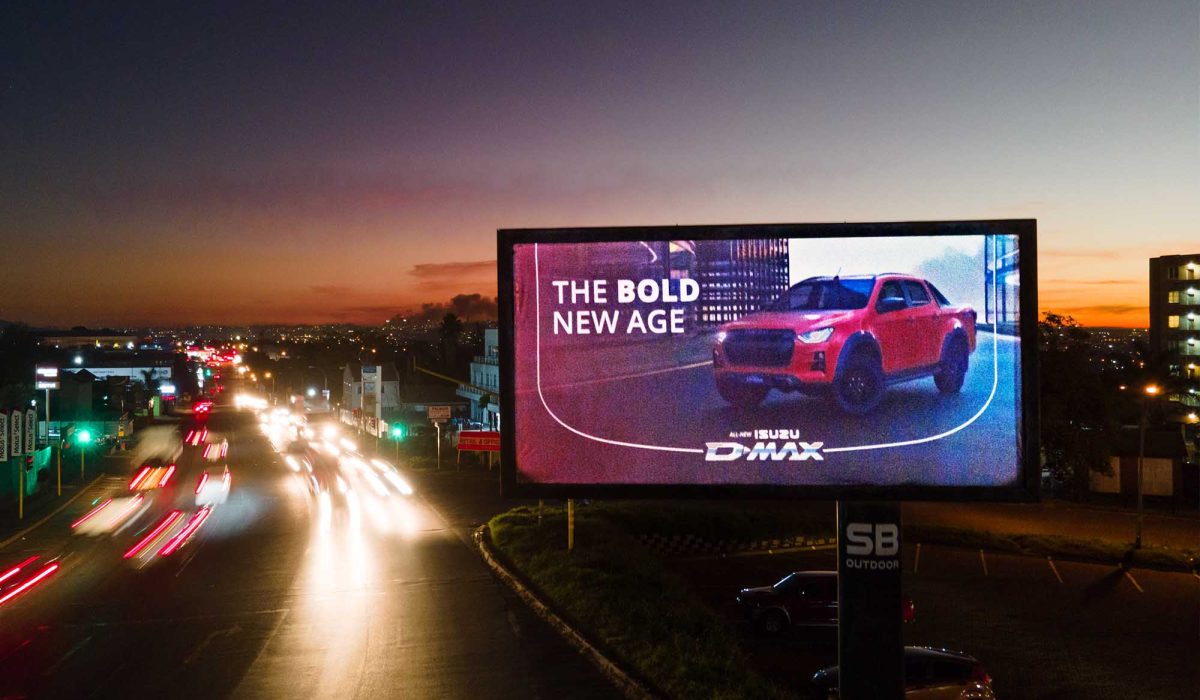 THE BOLD
NEW AGE
ALL-NEW ISUZU
D-MAX
SB
OUTDOOR